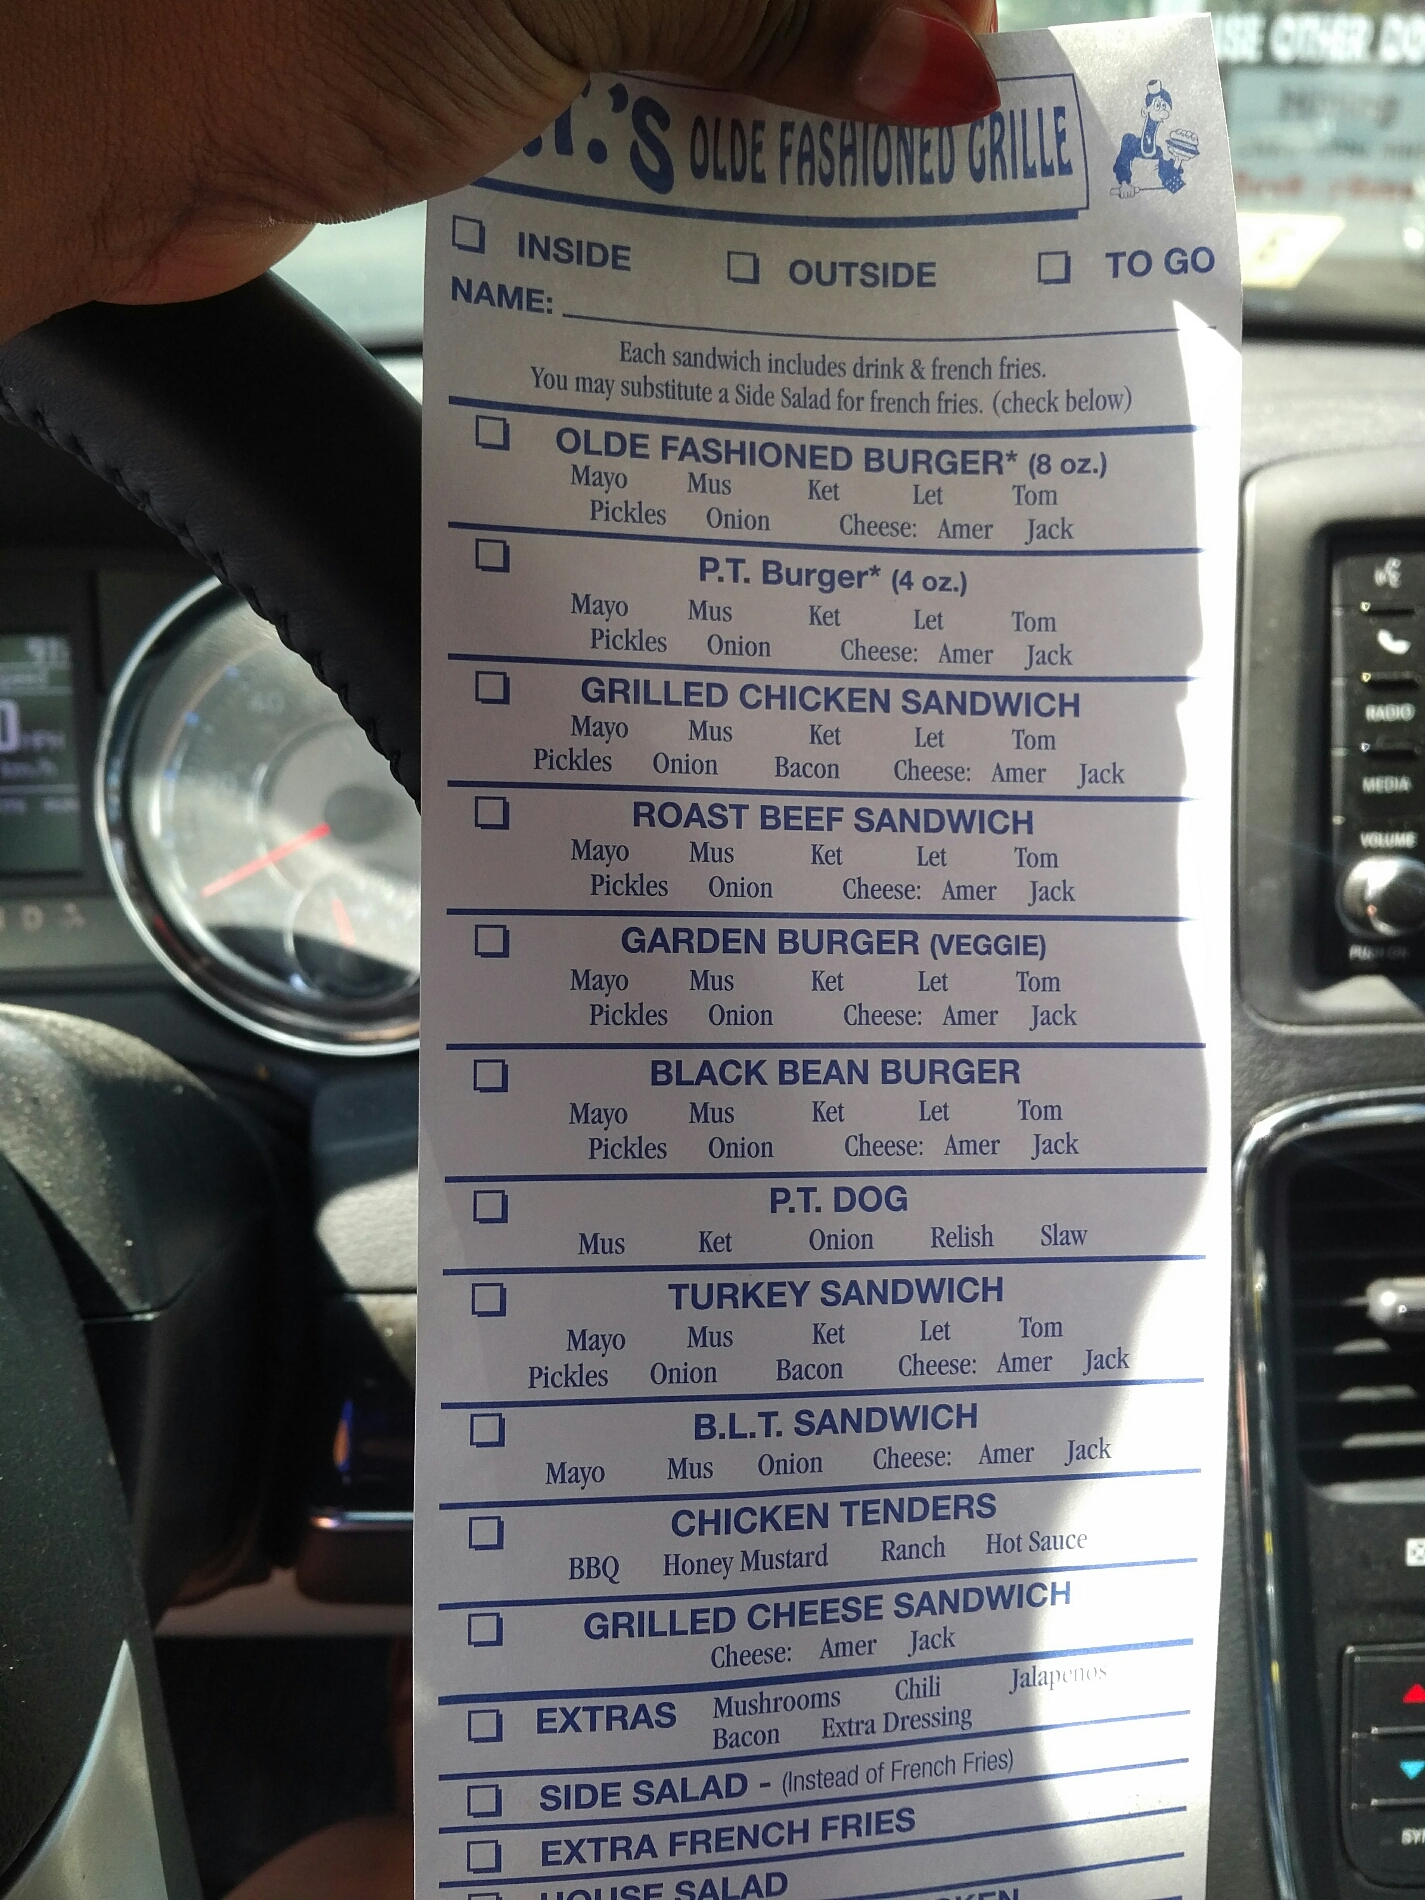 .T.'S OLDE FASHIONED GRILLE
INSIDE OUTSIDE TO GO
NAME:
Each sandwich includes drink & french fries.
You may substitute a Side Salad for french fries. (check below)
OLDE FASHIONED BURGER* (8 oz.)
Mayo Mus Ket Let Tom
Pickles Onion Cheese: Amer Jack
P.T. Burger* (4 oz.)
Mayo Mus Ket Let Tom
Pickles Onion Cheese: Amer Jack
GRILLED CHICKEN SANDWICH
Mayo Mus Ket Let Tom
Pickles Onion Bacon Cheese: Amer Jack
ROAST BEEF SANDWICH
Mayo Mus Ket Let Tom
Pickles Onion Cheese: Amer Jack
GARDEN BURGER (VEGGIE)
Mayo Mus Ket Let Tom
Pickles Onion Cheese: Amer Jack
BLACK BEAN BURGER
Mayo Mus Ket Let Tom
Pickles Onion Cheese: Amer Jack
P.T. DOG
Mus Ket Onion Relish Slaw
TURKEY SANDWICH
Mayo Mus Ket Let Tom
Pickles Onion Bacon Cheese: Amer Jack
B.L.T. SANDWICH
Mayo Mus Onion Cheese: Amer Jack
CHICKEN TENDERS
BBQ Honey Mustard Ranch Hot Sauce
GRILLED CHEESE SANDWICH
Cheese: Amer Jack
EXTRAS Mushrooms Chili Jalapenos
Bacon Extra Dressing
SIDE SALAD - (Instead of French Fries)
EXTRA FRENCH FRIES
HOUSE SALAD
OTHER
RADIO
MEDIA
VOLUME
MPH